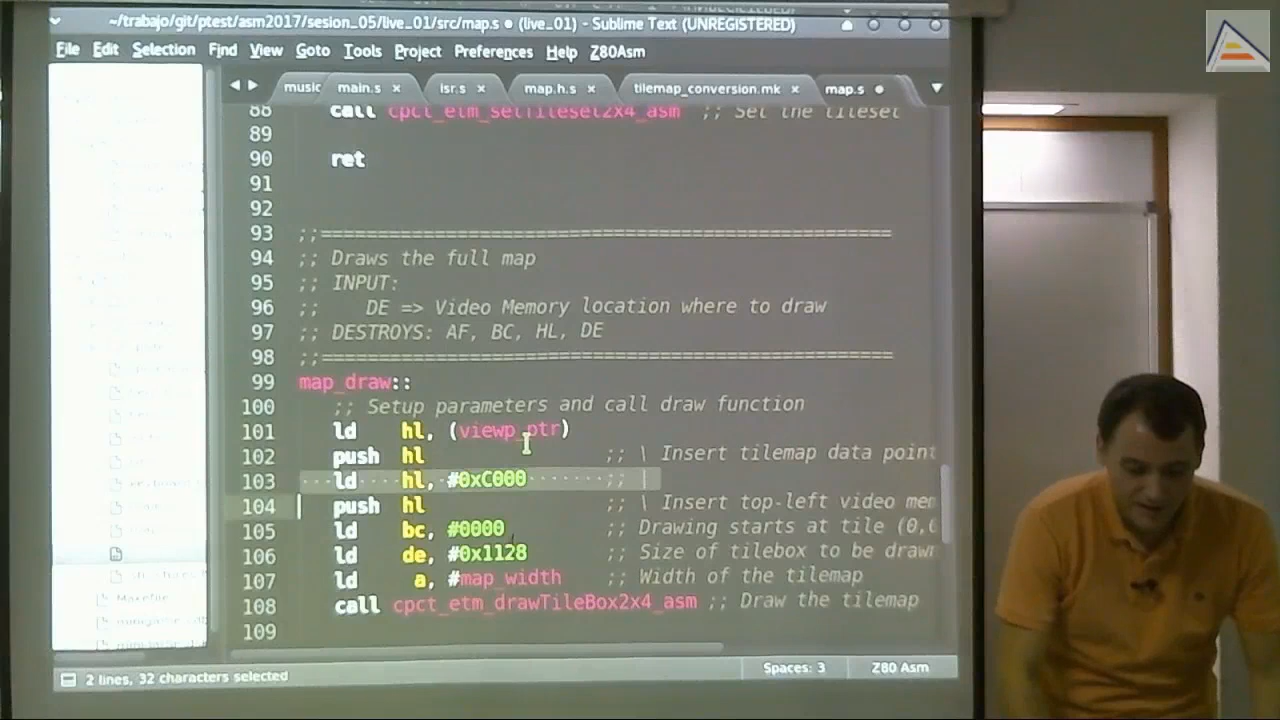 ~/trabajo/git/ptest/asm2017/sesion_05/live_01/src/map.s • (live_01) - Sublime Text (UNREGISTERED)
File Edit Selection Find View Goto Tools Project Preferences Help Z80Asm
music main.s × isr.s × map.h.s × tilemap_conversion.mk × map.s •
88 call cpct_etm_setTileset2x4_asm ;; Set the tileset
89
90 ret
91
92
93 ;;=======================================================
94 ;; Draws the full map
95 ;; INPUT:
96 ;; DE => Video Memory location where to draw
97 ;; DESTROYS: AF, BC, HL, DE
98 ;;=======================================================
99 map_draw::
100 ;; Setup parameters and call draw function
101 ld hl, (viewp_ptr)
102 push hl ;; \ Insert tilemap data point
103 ld hl, #0xC000 ;; |
104 push hl ;; \ Insert top-left video mem
105 ld bc, #0000 ;; Drawing starts at tile (0,0
106 ld de, #0x1128 ;; Size of tilebox to be drawn
107 ld a, #map_width ;; Width of the tilemap
108 call cpct_etm_drawTileBox2x4_asm ;; Draw the tilemap
109
Makefile
2 lines, 32 characters selected Spaces: 3 Z80 Asm